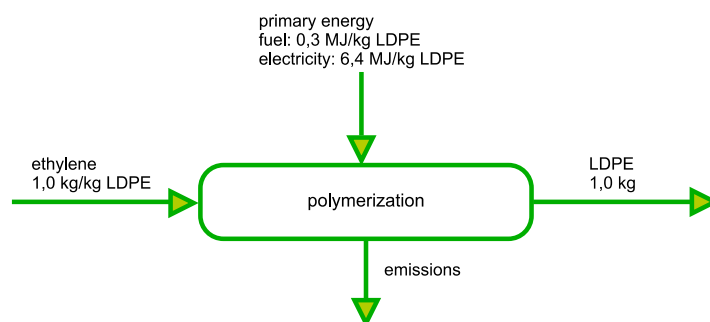 primary energy
fuel: 0,3 MJ/kg LDPE
electricity: 6,4 MJ/kg LDPE
ethylene
1,0 kg/kg LDPE
LDPE
1,0 kg
polymerization
emissions